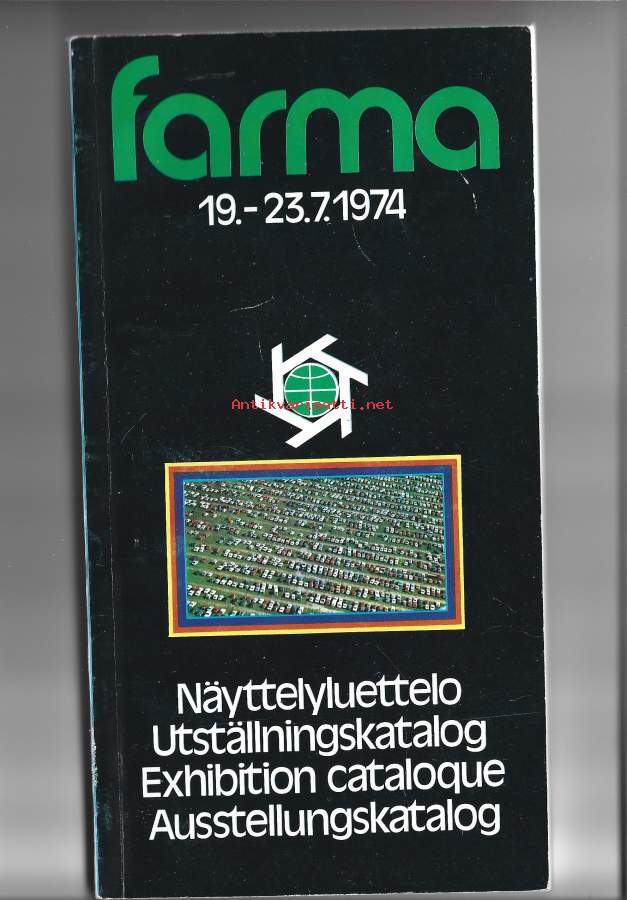 farma
19.-23.7.1974
Antikvariaatti.net
Näyttelyluettelo
Utställningskatalog
Exhibition cataloque
Ausstellungskatalog